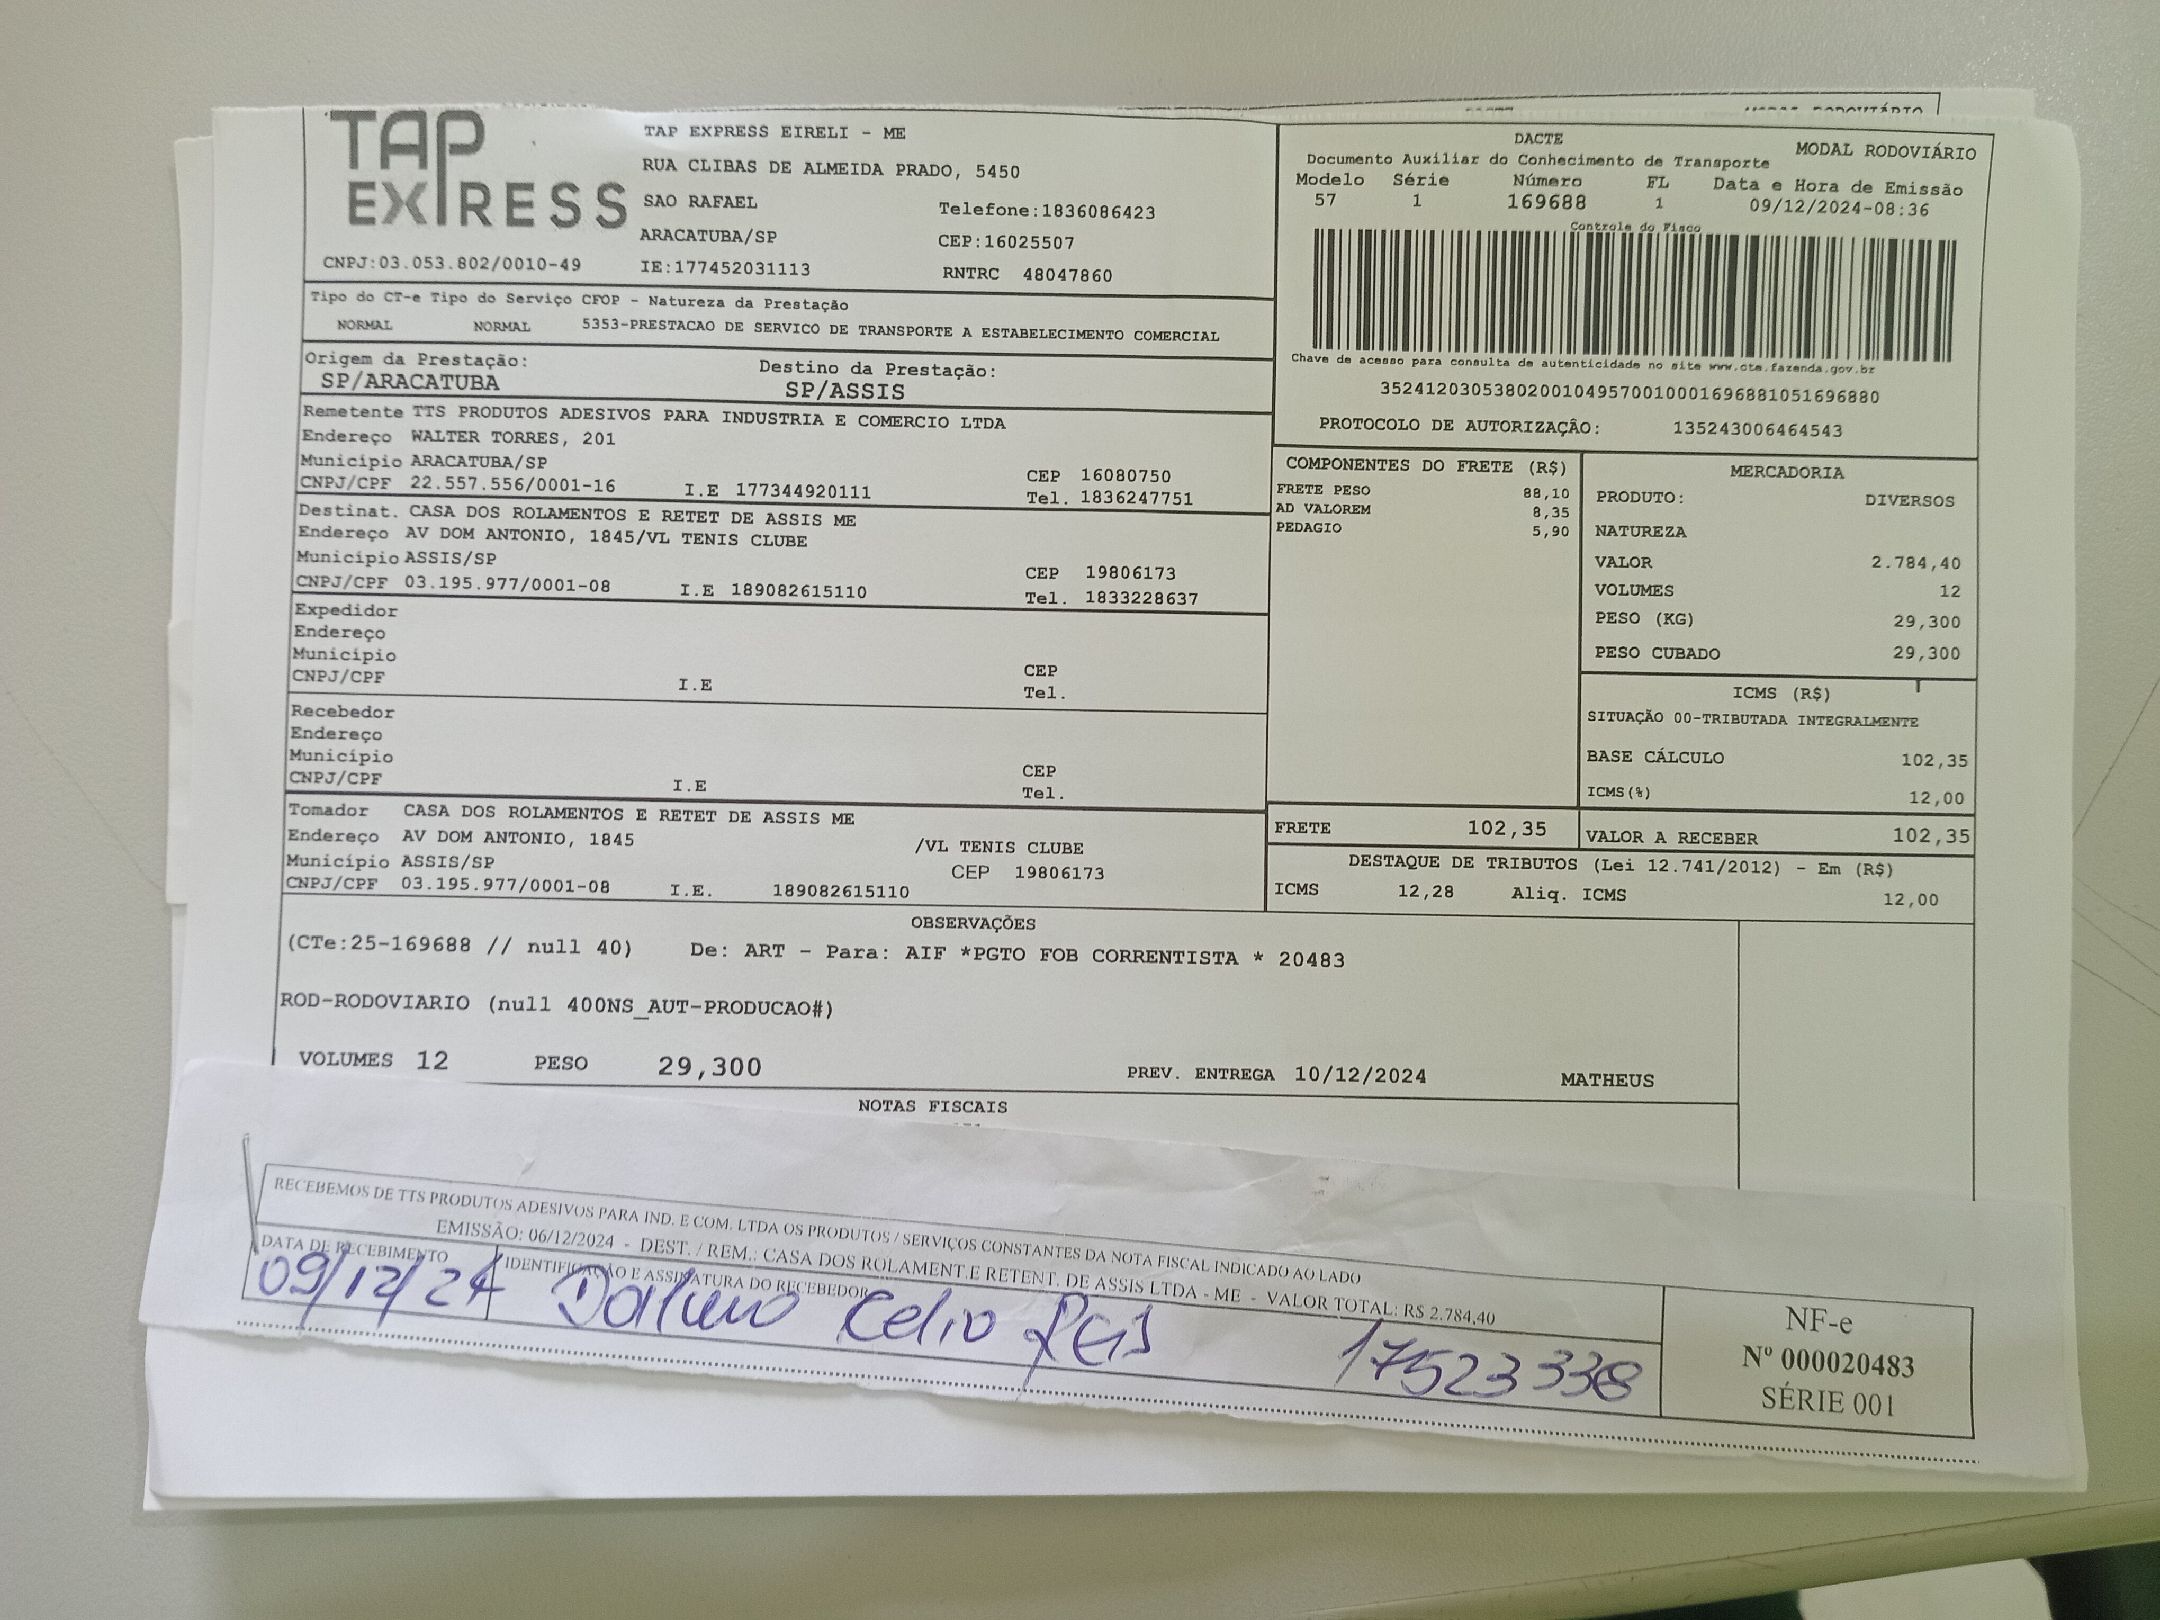 TAP EXPRESS
TAP EXPRESS EIRELI - ME
RUA CLIBAS DE ALMEIDA PRADO, 5450
SAO RAFAEL Telefone:1836086423
ARACATUBA/SP CEP:16025507
CNPJ:03.053.802/0010-49 IE:177452031113 RNTRC 48047860
DACTE MODAL RODOVIÁRIO
Documento Auxiliar do Conhecimento de Transporte
Modelo Série Número FL Data e Hora de Emissão
57 1 169688 1 09/12/2024-08:36
Controle do Fisco
Chave de acesso para consulta de autenticidade no site www.cte.fazenda.gov.br
35241203053802001049570010001696881051696880
PROTOCOLO DE AUTORIZAÇÃO: 135243006464543
Tipo do CT-e Tipo do Serviço CFOP - Natureza da Prestação
NORMAL NORMAL 5353-PRESTACAO DE SERVICO DE TRANSPORTE A ESTABELECIMENTO COMERCIAL
Origem da Prestação: Destino da Prestação:
SP/ARACATUBA SP/ASSIS
Remetente TTS PRODUTOS ADESIVOS PARA INDUSTRIA E COMERCIO LTDA
Endereço WALTER TORRES, 201
Município ARACATUBA/SP CEP 16080750
CNPJ/CPF 22.557.556/0001-16 I.E 177344920111 Tel. 1836247751
Destinat. CASA DOS ROLAMENTOS E RETET DE ASSIS ME
Endereço AV DOM ANTONIO, 1845/VL TENIS CLUBE
Município ASSIS/SP CEP 19806173
CNPJ/CPF 03.195.977/0001-08 I.E 189082615110 Tel. 1833228637
Expedidor
Endereço
Município CEP
CNPJ/CPF I.E Tel.
Recebedor
Endereço
Município CEP
CNPJ/CPF I.E Tel.
Tomador CASA DOS ROLAMENTOS E RETET DE ASSIS ME
Endereço AV DOM ANTONIO, 1845 /VL TENIS CLUBE
Município ASSIS/SP CEP 19806173
CNPJ/CPF 03.195.977/0001-08 I.E. 189082615110
COMPONENTES DO FRETE (R$)
FRETE PESO 88,10
AD VALOREM 8,35
PEDAGIO 5,90
MERCADORIA
PRODUTO: DIVERSOS
NATUREZA
VALOR 2.784,40
VOLUMES 12
PESO (KG) 29,300
PESO CUBADO 29,300
ICMS (R$)
SITUAÇÃO 00-TRIBUTADA INTEGRALMENTE
BASE CÁLCULO 102,35
ICMS(%) 12,00
FRETE 102,35 VALOR A RECEBER 102,35
DESTAQUE DE TRIBUTOS (Lei 12.741/2012) - Em (R$)
ICMS 12,28 Aliq. ICMS 12,00
OBSERVAÇÕES
(CTe:25-169688 // null 40) De: ART - Para: AIF *PGTO FOB CORRENTISTA * 20483
ROD-RODOVIARIO (null 400NS_AUT-PRODUCAO#)
VOLUMES 12 PESO 29,300 PREV. ENTREGA 10/12/2024 MATHEUS
NOTAS FISCAIS
RECEBEMOS DE TTS PRODUTOS ADESIVOS PARA IND. E COM. LTDA OS PRODUTOS / SERVIÇOS CONSTANTES DA NOTA FISCAL INDICADO AO LADO
EMISSÃO: 06/12/2024 - DEST. / REM.: CASA DOS ROLAMENT.E RETENT. DE ASSIS LTDA - ME - VALOR TOTAL: R$ 2.784,40
DATA DE RECEBIMENTO IDENTIFICAÇÃO E ASSINATURA DO RECEBEDOR
09/12/24 Celio Reis 17523338
NF-e
Nº 000020483
SÉRIE 001